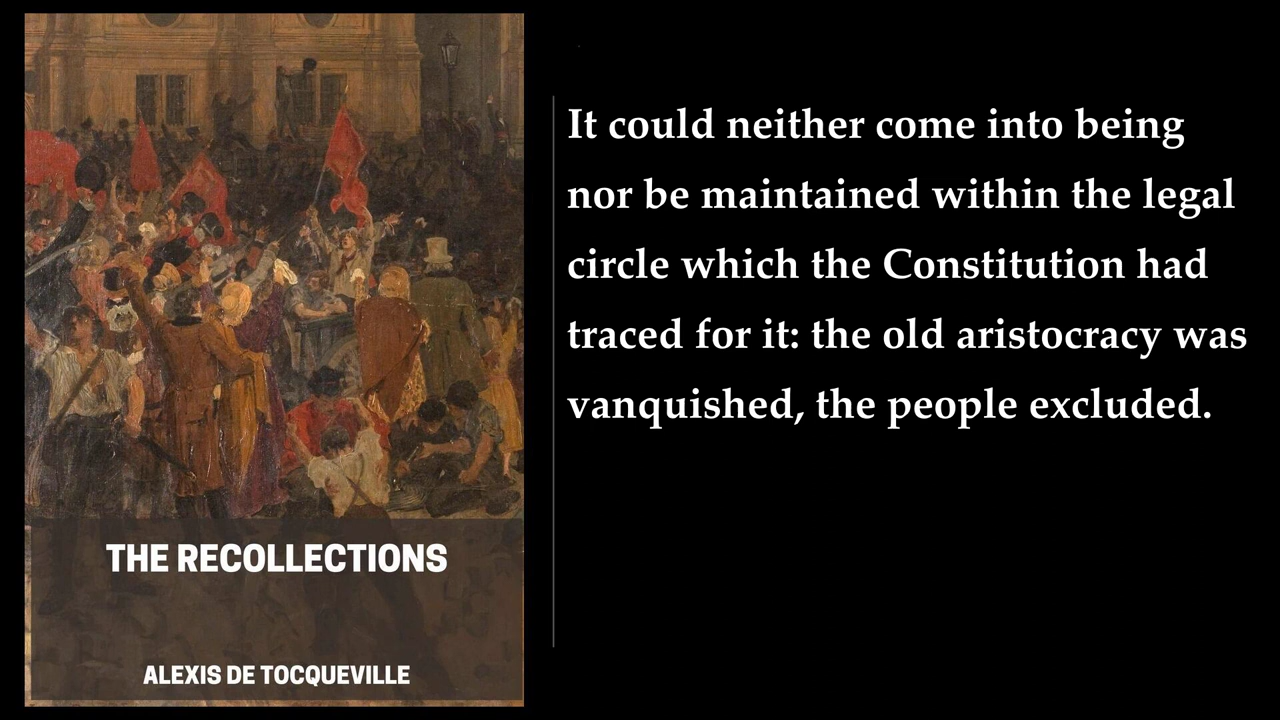 THE RECOLLECTIONS
ALEXIS DE TOCQUEVILLE
It could neither come into being
nor be maintained within the legal
circle which the Constitution had
traced for it: the old aristocracy was
vanquished, the people excluded.